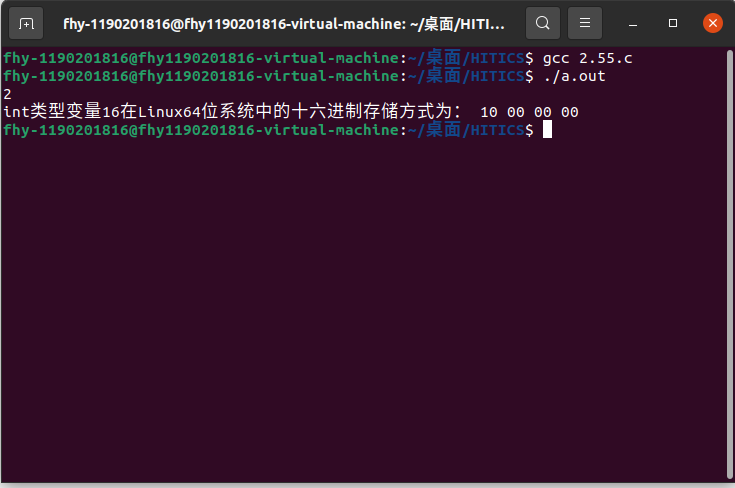 fhy-1190201816@fhy1190201816-virtual-machine: ~/桌面/HITI...
fhy-1190201816@fhy1190201816-virtual-machine:~/桌面/HITICS$ gcc 2.55.c
fhy-1190201816@fhy1190201816-virtual-machine:~/桌面/HITICS$ ./a.out
2
int类型变量16在Linux64位系统中的十六进制存储方式为： 10 00 00 00
fhy-1190201816@fhy1190201816-virtual-machine:~/桌面/HITICS$